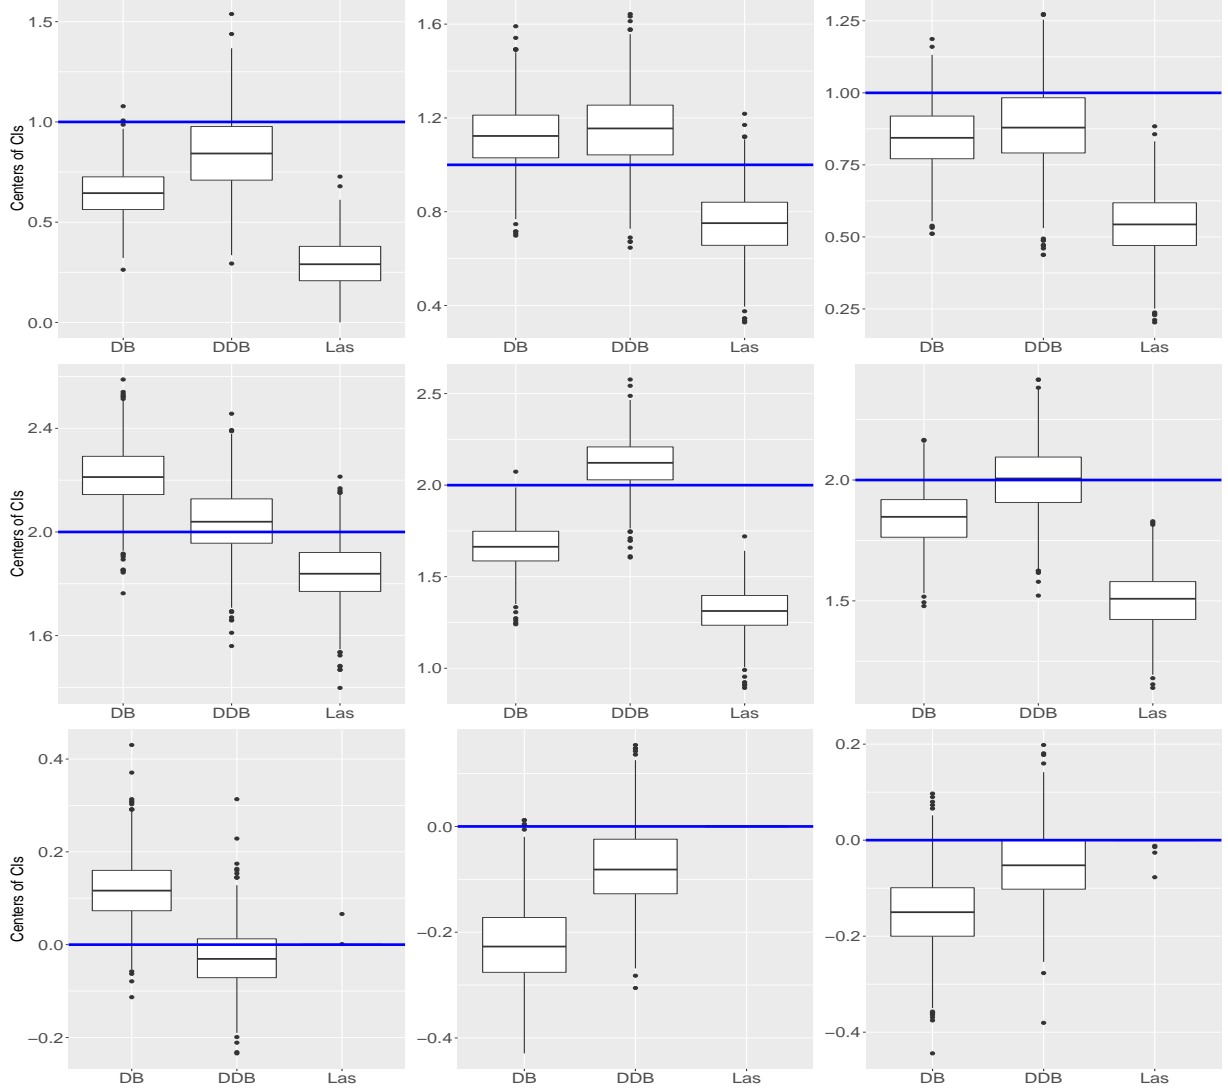 1.5
1.0
0.5
0.0
Centers of CIs
DB DDB Las
1.6
1.2
0.8
0.4
DB DDB Las
1.25
1.00
0.75
0.50
0.25
DB DDB Las
2.4
2.0
1.6
Centers of CIs
DB DDB Las
2.5
2.0
1.5
1.0
DB DDB Las
2.0
1.5
DB DDB Las
0.4
0.2
0.0
−0.2
Centers of CIs
DB DDB Las
0.0
−0.2
−0.4
DB DDB Las
0.2
0.0
−0.2
−0.4
DB DDB Las